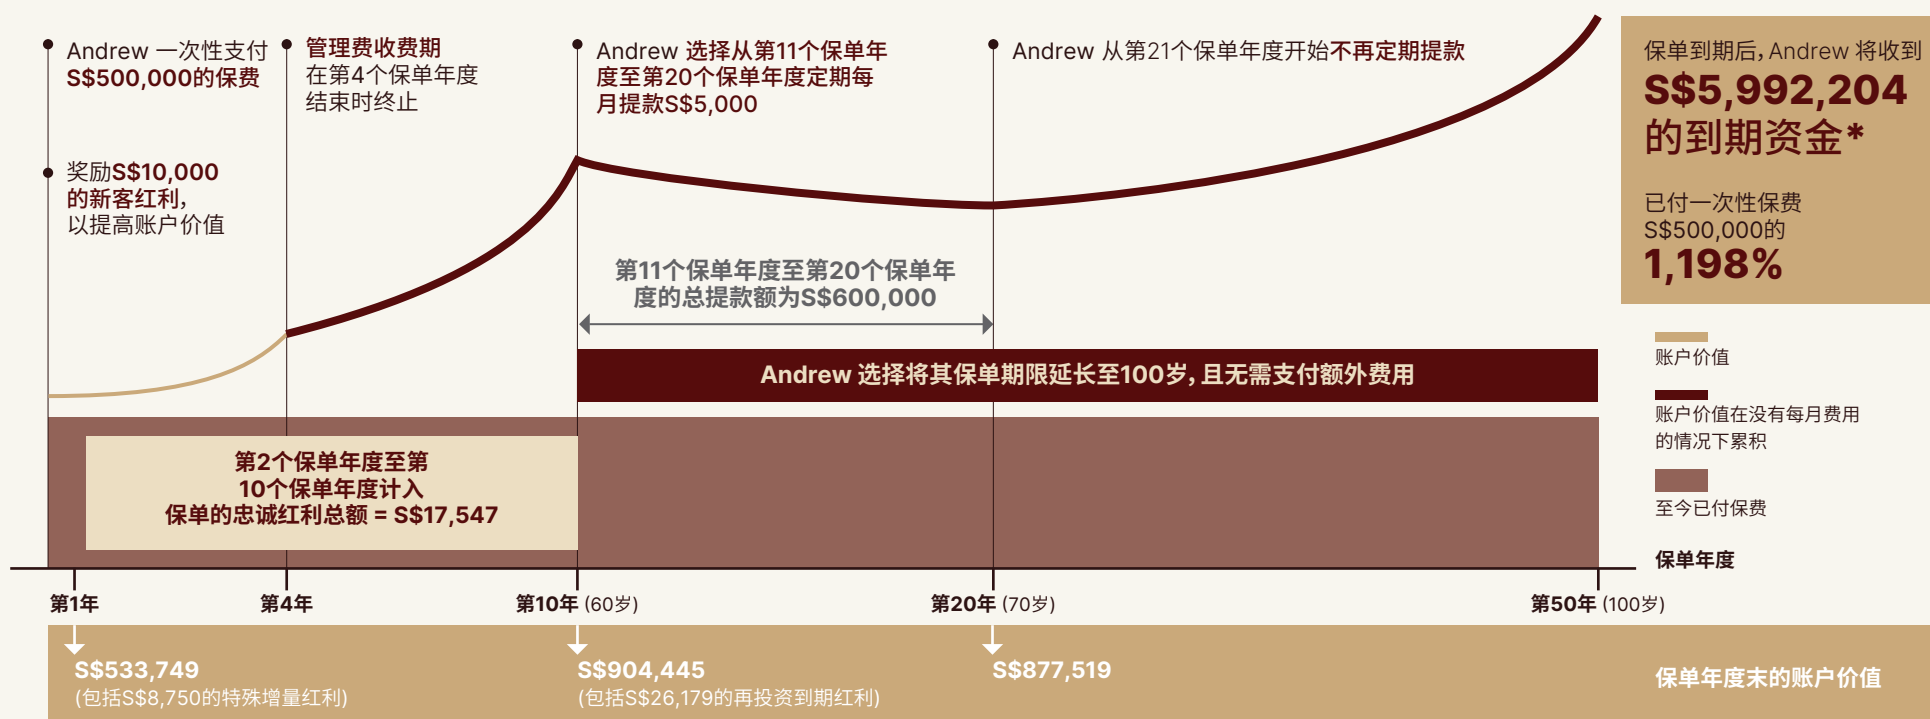 Andrew 一次性支付
S$500,000的保费
奖励S$10,000
的新客红利，
以提高账户价值
管理费收费期
在第4个保单年度
结束时终止
Andrew 选择从第11个保单年
度至第20个保单年度定期每
月提款S$5,000
Andrew 从第21个保单年度开始不再定期提款
保单到期后，Andrew 将收到
S$5,992,204
的到期资金*
已付一次性保费
S$500,000的
1,198%
第11个保单年度至第20个保单年
度的总提款额为S$600,000
Andrew 选择将其保单期限延长至100岁，且无需支付额外费用
第2个保单年度至第
10个保单年度计入
保单的忠诚红利总额 = S$17,547
账户价值
账户价值在没有每月费用
的情况下累积
至今已付保费
保单年度
第1年
第4年
第10年 (60岁)
第20年 (70岁)
第50年 (100岁)
S$533,749
(包括S$8,750的特殊增量红利)
S$904,445
(包括S$26,179的再投资到期红利)
S$877,519
保单年度末的账户价值